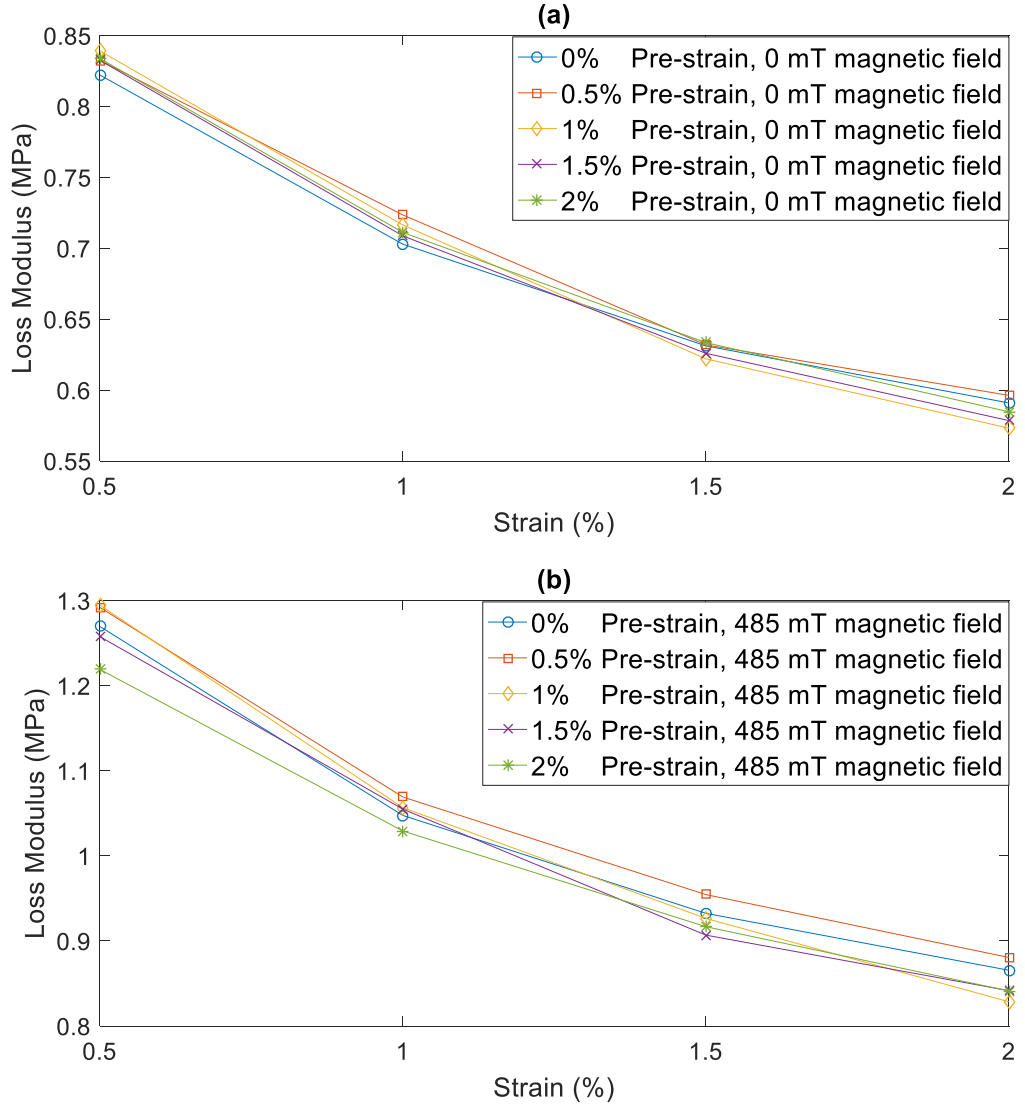 (a)
0.85
0.8
0.75
0.7
0.65
0.6
0.55
Loss Modulus (MPa)
0% Pre-strain, 0 mT magnetic field
0.5% Pre-strain, 0 mT magnetic field
1% Pre-strain, 0 mT magnetic field
1.5% Pre-strain, 0 mT magnetic field
2% Pre-strain, 0 mT magnetic field
0.5 1 1.5 2
Strain (%)
(b)
1.3
1.2
1.1
1
0.9
0.8
Loss Modulus (MPa)
0% Pre-strain, 485 mT magnetic field
0.5% Pre-strain, 485 mT magnetic field
1% Pre-strain, 485 mT magnetic field
1.5% Pre-strain, 485 mT magnetic field
2% Pre-strain, 485 mT magnetic field
0.5 1 1.5 2
Strain (%)